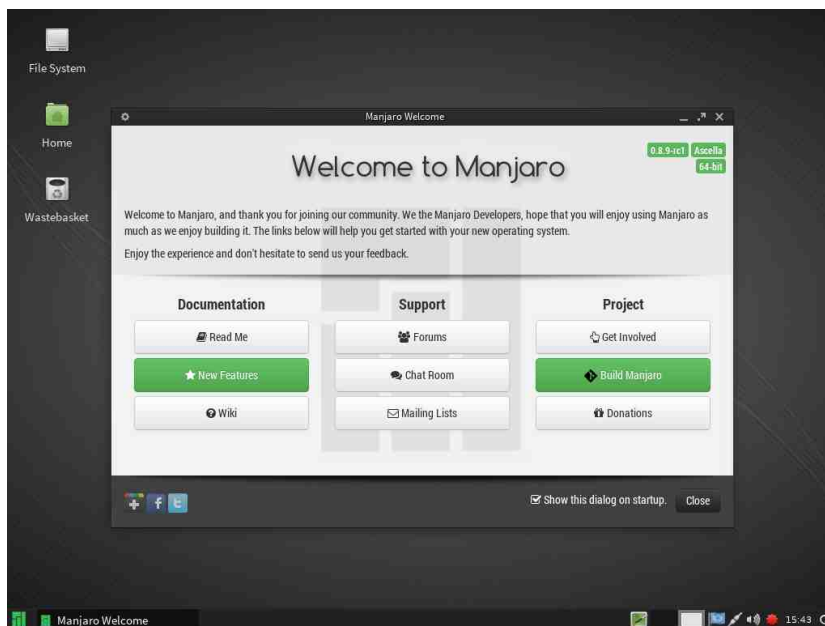 File System
Home
Wastebasket
Manjaro Welcome
Welcome to Manjaro
0.8.9-rc1 Ascella
64-bit
Welcome to Manjaro, and thank you for joining our community. We the Manjaro Developers, hope that you will enjoy using Manjaro as
much as we enjoy building it. The links below will help you get started with your new operating system.
Enjoy the experience and don't hesitate to send us your feedback.
Documentation
Read Me
New Features
Wiki
Support
Forums
Chat Room
Mailing Lists
Project
Get Involved
Build Manjaro
Donations
Show this dialog on startup. Close
Manjaro Welcome
15:43